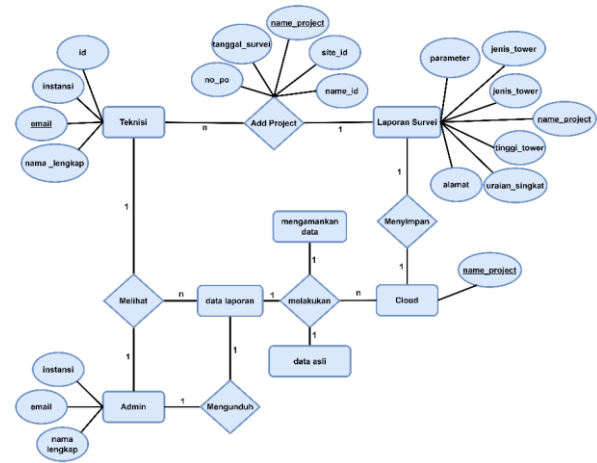 id
instansi
email
nama _lengkap
Teknisi
n
tanggal_survei
name_project
site_id
no_po
name_id
Add Project
1
Laporan Survei
parameter
jenis_tower
jenis_tower
name_project
tinggi_tower
uraian_singkat
alamat
1
1
Menyimpan
1
mengamankan
data
1
name_project
Melihat
n
data laporan
1
melakukan
n
Cloud
1
1
1
data asli
instansi
email
nama
lengkap
Admin
1
Mengunduh